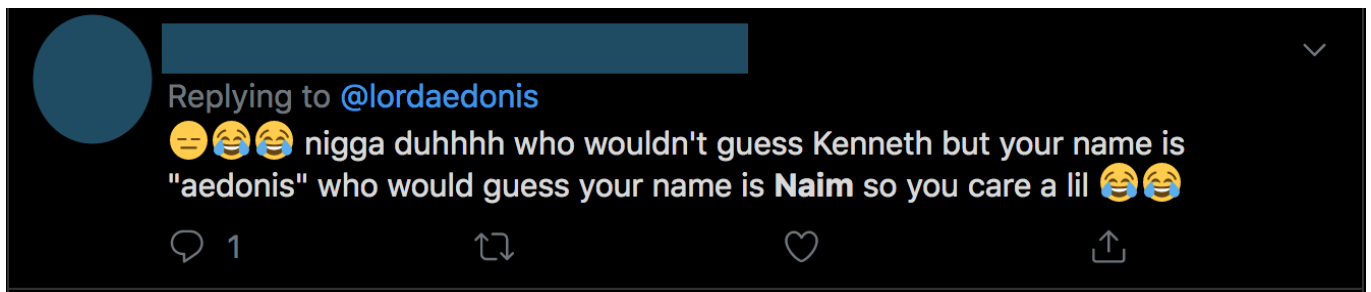 Replying to @lordaedonis
😑😂😂 nigga duhhhh who wouldn't guess Kenneth but your name is
"aedonis" who would guess your name is Naim so you care a lil 😂😂
1